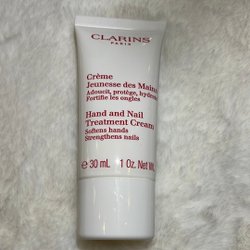 CLARINS
PARIS
Crème
Jeunesse des Mains
Adoucit, protège, hydrate
Fortifie les ongles
Hand and Nail
Treatment Cream
Softens hands
Strengthens nails
e 30 mL 1 Oz. Net Wt.